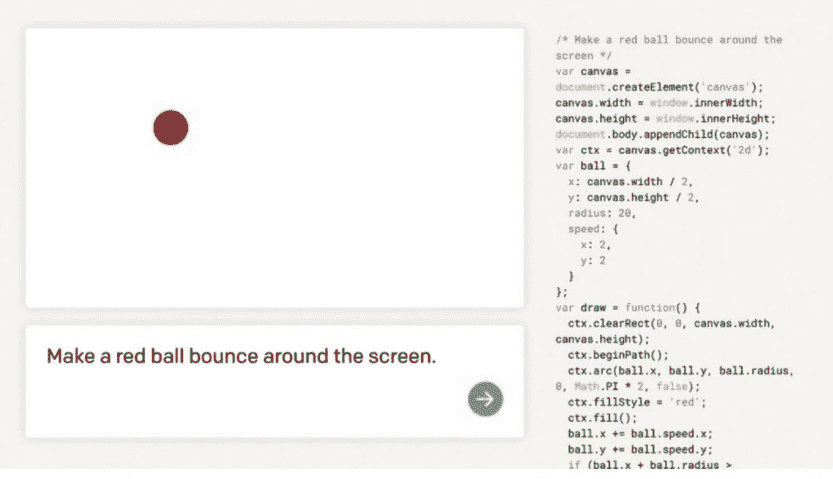 Make a red ball bounce around the screen.
/* Make a red ball bounce around the
screen */
var canvas =
document.createElement('canvas');
canvas.width = window.innerWidth;
canvas.height = window.innerHeight;
document.body.appendChild(canvas);
var ctx = canvas.getContext('2d');
var ball = {
  x: canvas.width / 2,
  y: canvas.height / 2,
  radius: 20,
  speed: {
    x: 2,
    y: 2
  }
};
var draw = function() {
  ctx.clearRect(0, 0, canvas.width,
canvas.height);
  ctx.beginPath();
  ctx.arc(ball.x, ball.y, ball.radius,
0, Math.PI * 2, false);
  ctx.fillStyle = 'red';
  ctx.fill();
  ball.x += ball.speed.x;
  ball.y += ball.speed.y;
  if (ball.x + ball.radius >